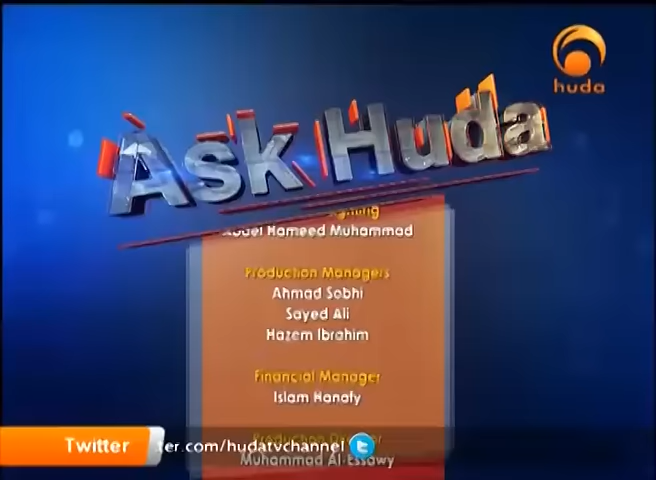 huda
Ask Huda
Abdel Hameed Muhammad
Production Managers
Ahmad Sobhi
Sayed Ali
Hazem Ibrahim
Financial Manager
Islam Hanafy
Production
Muhammad Al-Essawy
Twitter
ter.com/hudatvchannel